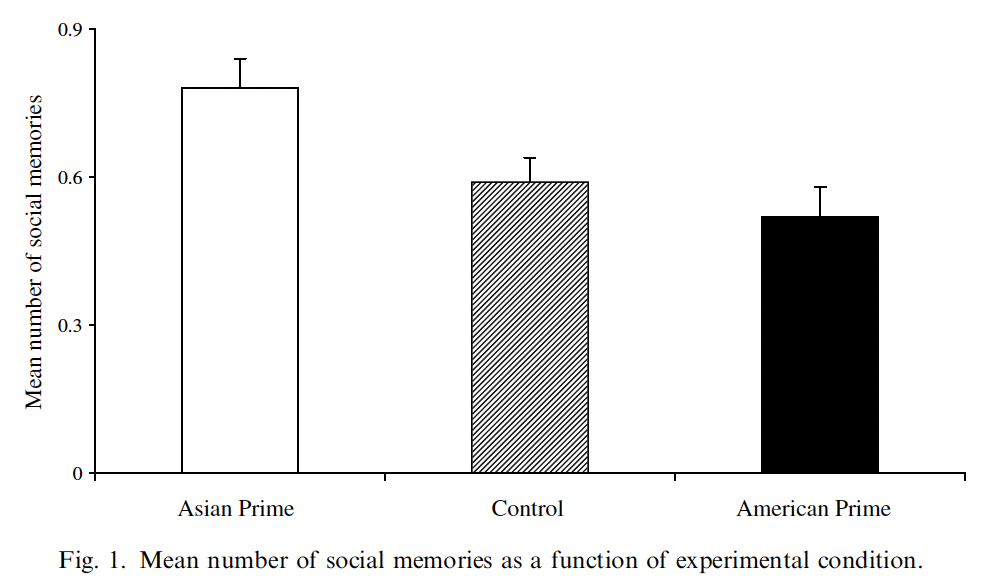 0.9
0.6
0.3
0
Mean number of social memories
Asian Prime
Control
American Prime
Fig. 1. Mean number of social memories as a function of experimental condition.